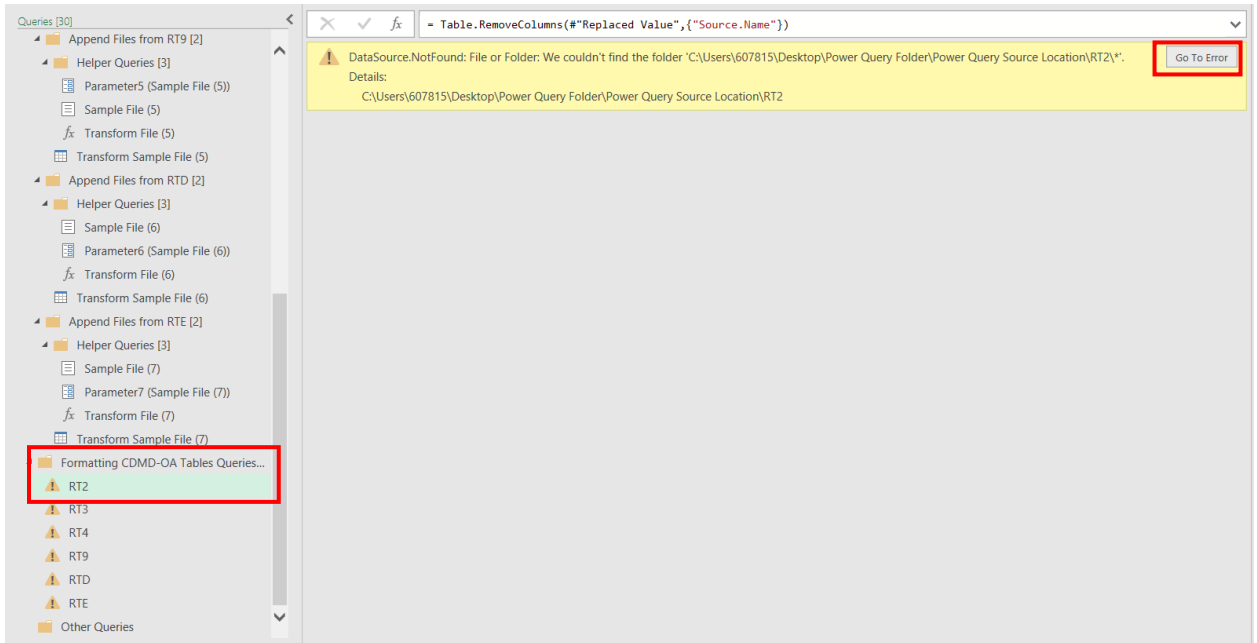 Queries [30]
Append Files from RT9 [2]
Helper Queries [3]
Parameter5 (Sample File (5))
Sample File (5)
fx Transform File (5)
Transform Sample File (5)
Append Files from RTD [2]
Helper Queries [3]
Sample File (6)
Parameter6 (Sample File (6))
fx Transform File (6)
Transform Sample File (6)
Append Files from RTE [2]
Helper Queries [3]
Sample File (7)
Parameter7 (Sample File (7))
fx Transform File (7)
Transform Sample File (7)
Formatting CDMD-OA Tables Queries...
RT2
RT3
RT4
RT9
RTD
RTE
Other Queries
fx = Table.RemoveColumns(#"Replaced Value",{"Source.Name"})
DataSource.NotFound: File or Folder: We couldn't find the folder 'C:\Users\607815\Desktop\Power Query Folder\Power Query Source Location\RT2\*'.
Go To Error
Details:
C:\Users\607815\Desktop\Power Query Folder\Power Query Source Location\RT2